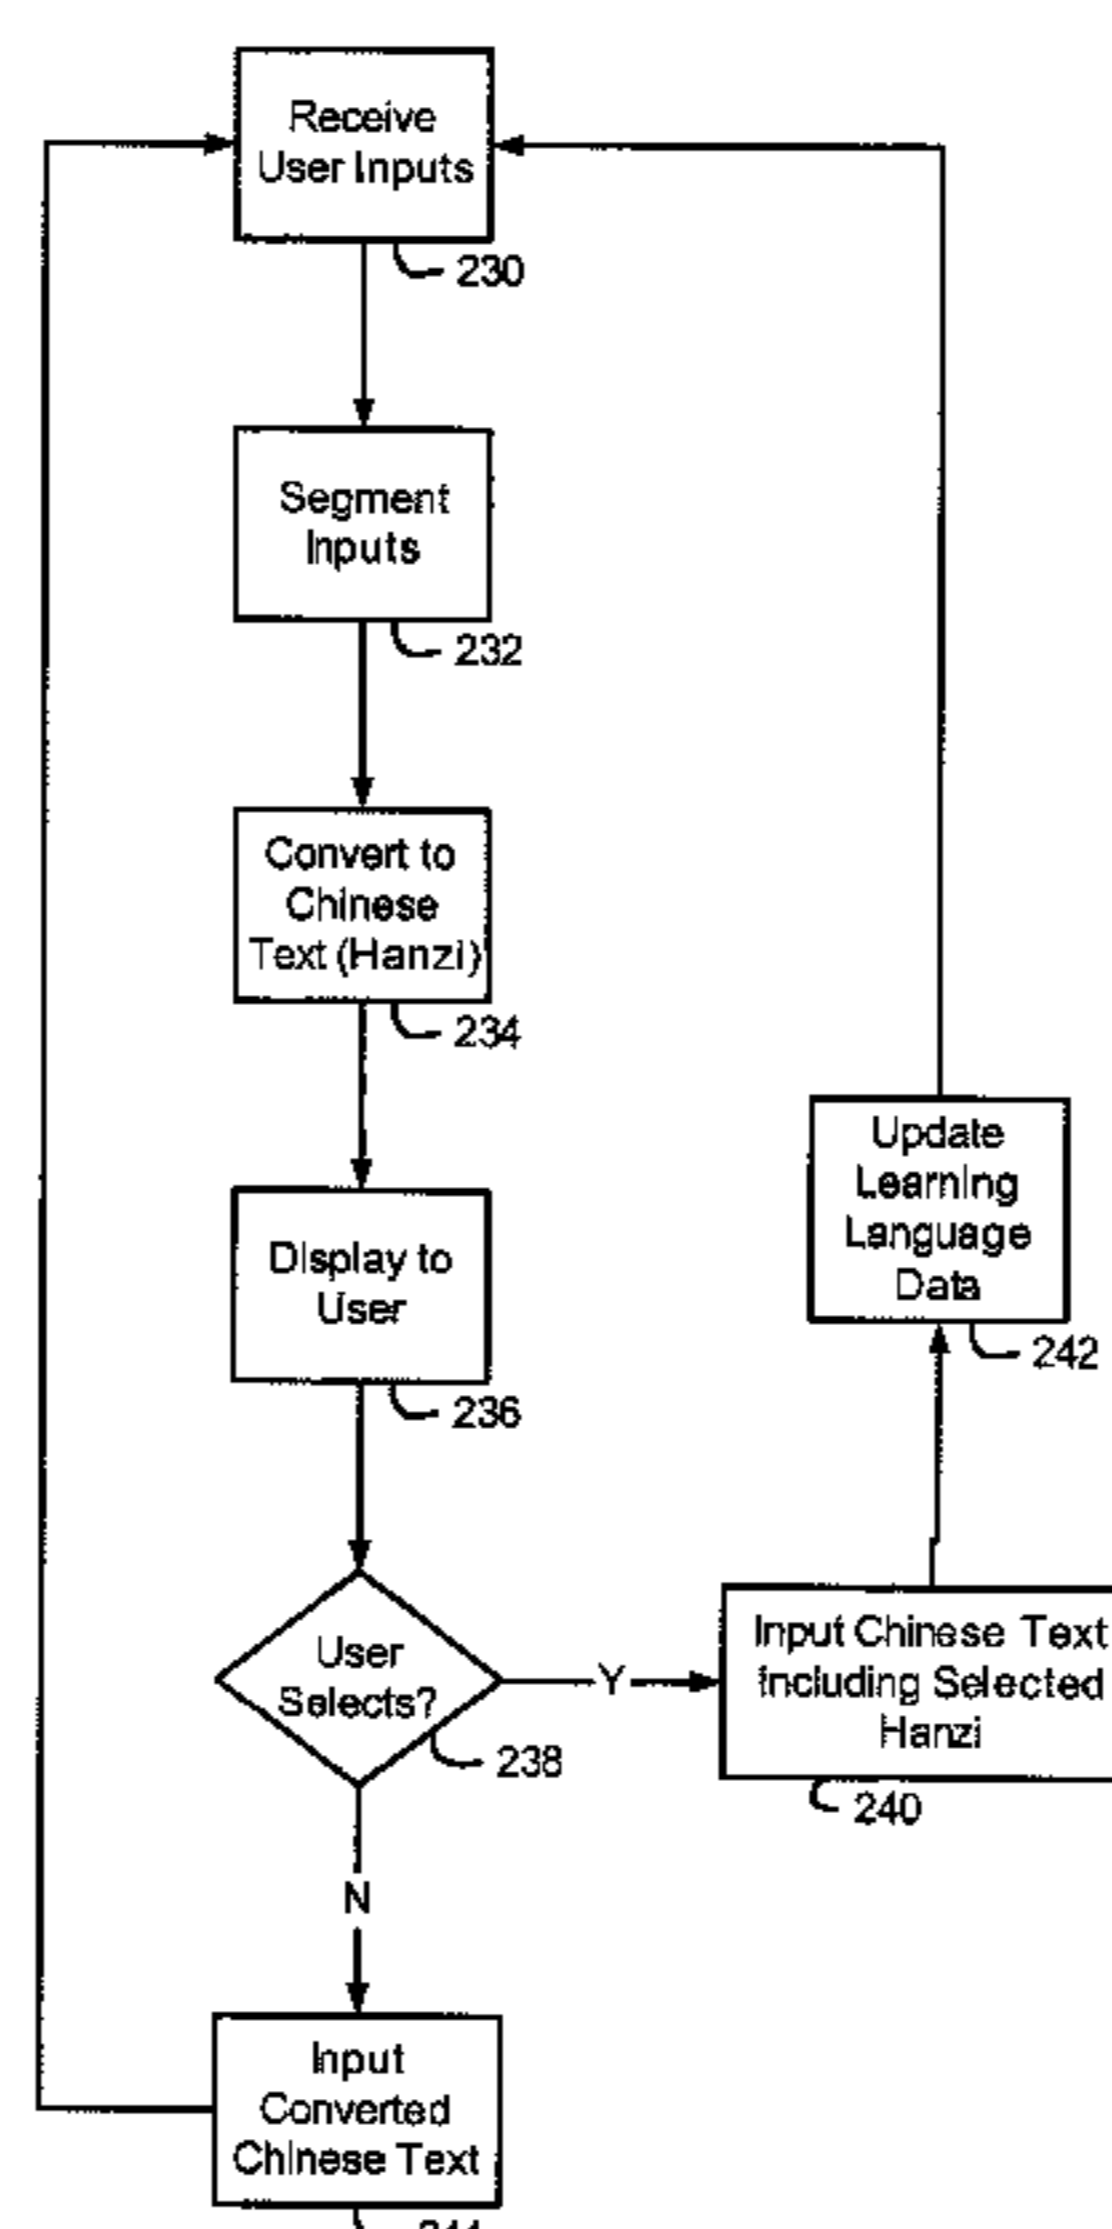 Receive
User Inputs
230
Segment
Inputs
232
Convert to
Chinese
Text (Hanzi)
234
Display to
User
236
User
Selects?
238
Y
Input Chinese Text
Including Selected
Hanzi
240
Update
Learning
Language
Data
242
N
Input
Converted
Chinese Text